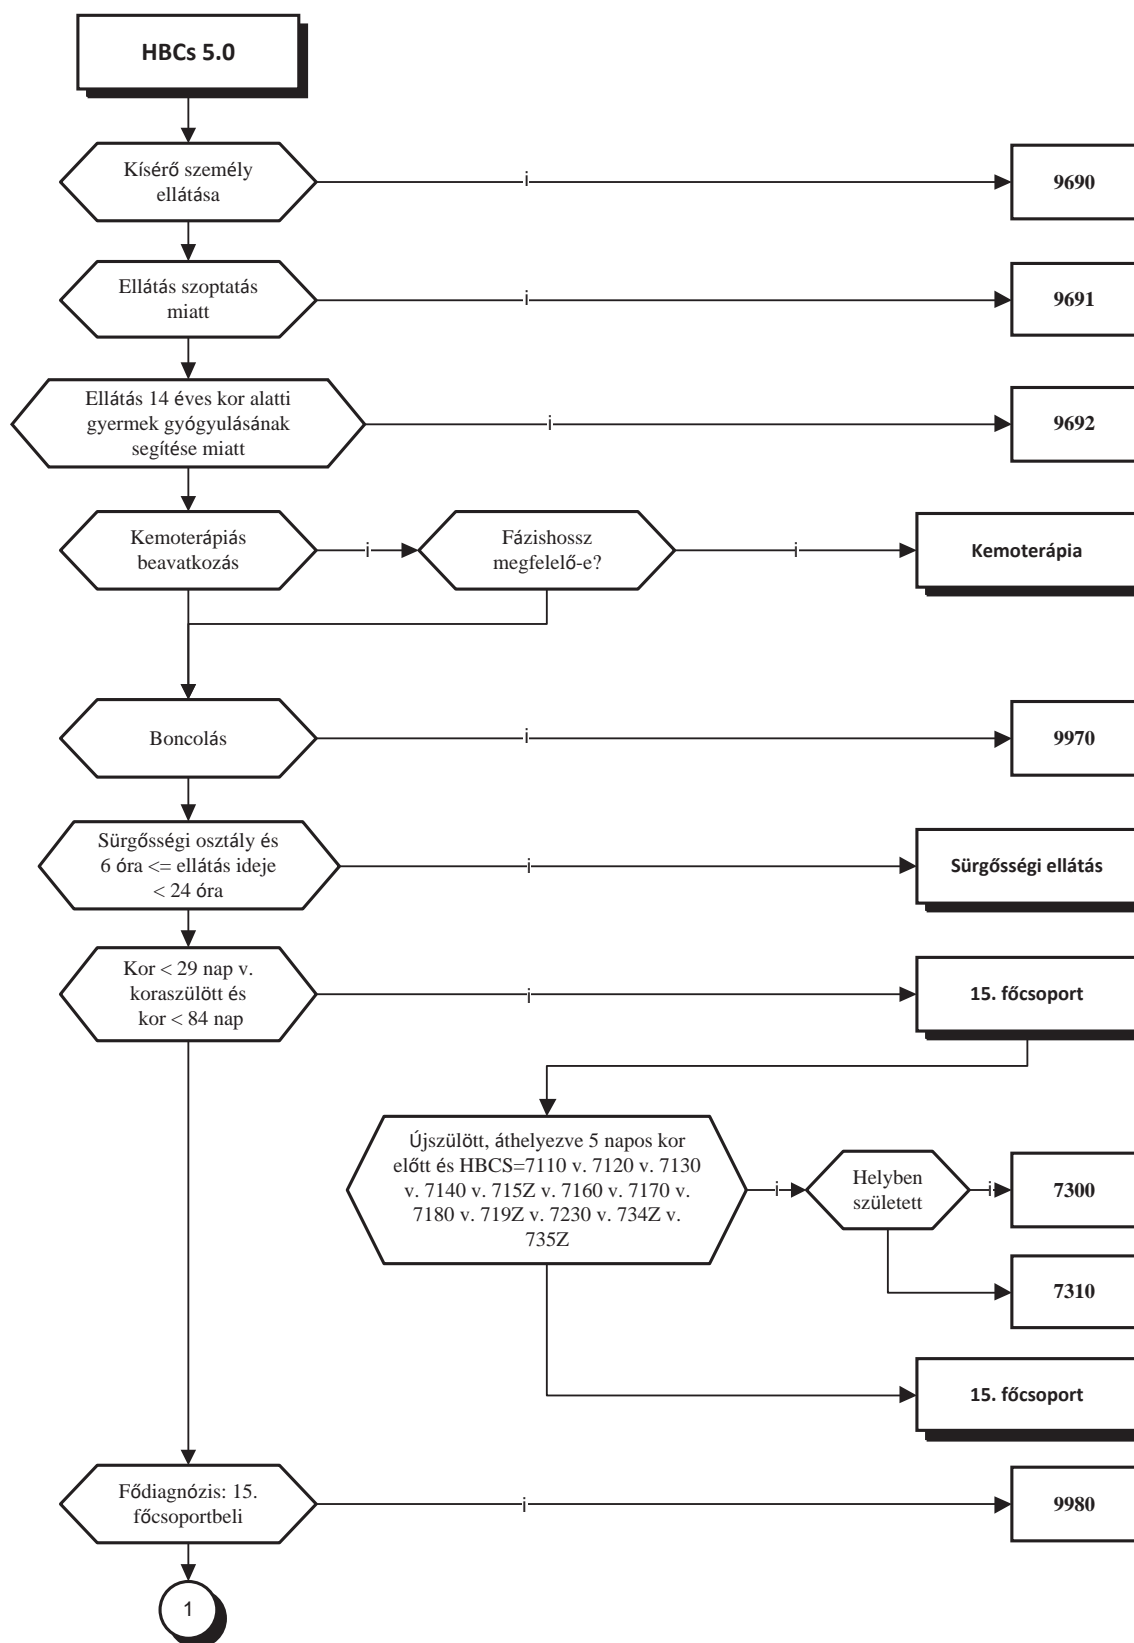 HBCs 5.0
Kísérő személy
ellátása
i
9690
Ellátás szoptatás
miatt
i
9691
Ellátás 14 éves kor alatti
gyermek gyógyulásának
segítése miatt
i
9692
Kemoterápiás
beavatkozás
i
Fázishossz
megfelelő-e?
i
Kemoterápia
Boncolás
i
9970
Sürgősségi osztály és
6 óra <= ellátás ideje
< 24 óra
i
Sürgősségi ellátás
Kor < 29 nap v.
koraszülött és
kor < 84 nap
i
15. főcsoport
Újszülött, áthelyezve 5 napos kor
előtt és HBCS=7110 v. 7120 v. 7130
v. 7140 v. 715Z v. 7160 v. 7170 v.
7180 v. 719Z v. 7230 v. 734Z v.
735Z
i
Helyben
született
i
7300
7310
15. főcsoport
Fődiagnózis: 15.
főcsoportbeli
i
9980
1